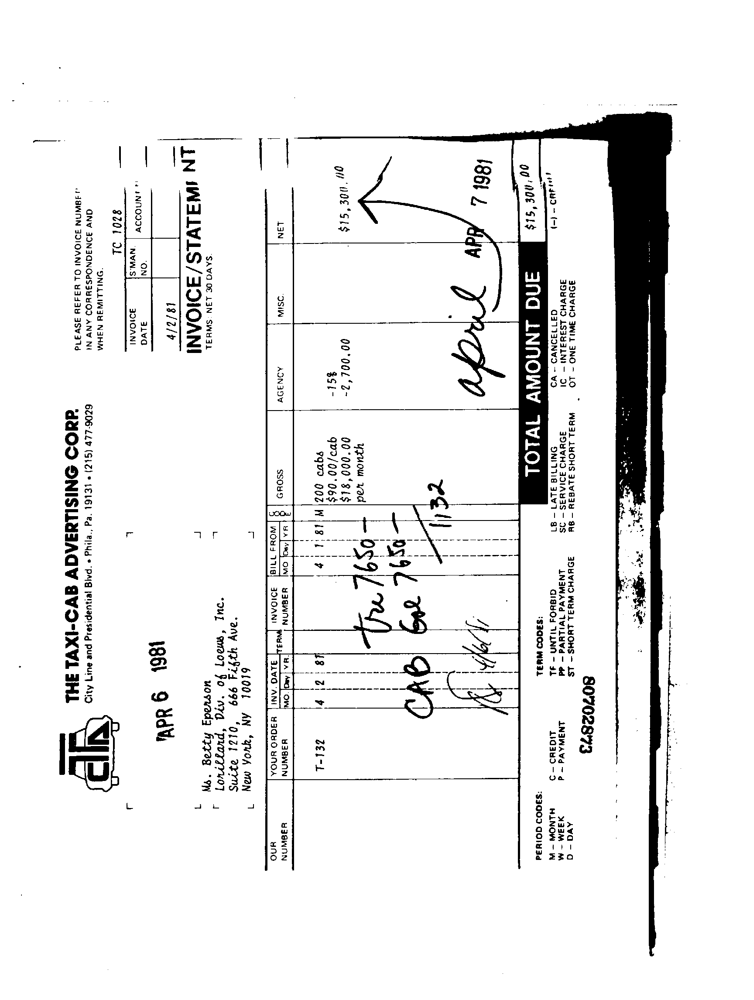 THE TAXI-CAB ADVERTISING CORP.
City Line and Presidential Blvd. • Phila., Pa. 19131 • (215) 477-9029
CTA
PLEASE REFER TO INVOICE NUMBER
IN ANY CORRESPONDENCE AND
WHEN REMITTING.
TC 1028
INVOICE DATE
S'MAN. NO.
ACCOUNT
4/2/81
INVOICE/STATEMENT
TERMS: NET 30 DAYS.
APR 6 1981
Ms. Betty Eperson
Lorillard, Div. of Loews, Inc.
Suite 1210, 666 Fifth Ave.
New York, NY 10019
OUR NUMBER
YOUR ORDER NUMBER
INV. DATE
MO. Day YR.
TERM
INVOICE NUMBER
BILL FROM
MO Day YR
CODE
GROSS
AGENCY
MISC.
NET
T-132 4 2 81 4 1 81 M 200 cabs -15% $15,300.00
$90.00/cab -2,700.00
$18,000.00
per month
tru 7650 —
CAB Gol 7650 —
1132
4/6/81
april
APR 7 1981
TOTAL AMOUNT DUE $15,300.00
PERIOD CODES:
M – MONTH
W – WEEK
D – DAY
C – CREDIT
P – PAYMENT
TERM CODES:
TF – UNTIL FORBID
PP – PARTIAL PAYMENT
ST – SHORT TERM CHARGE
LB – LATE BILLING
SC – SERVICE CHARGE
RB – REBATE SHORT TERM
CA – CANCELLED
IC – INTEREST CHARGE
OT – ONE TIME CHARGE
(–) – CREDIT
80702873